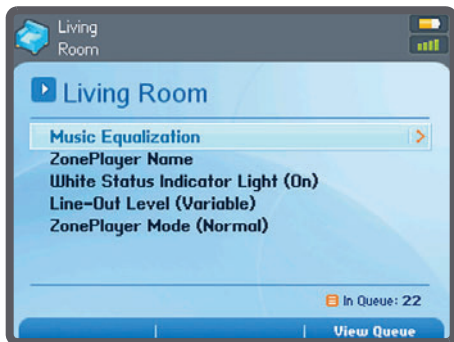 Living
Room
Living Room
Music Equalization
ZonePlayer Name
White Status Indicator Light (On)
Line-Out Level (Variable)
ZonePlayer Mode (Normal)
In Queue: 22
View Queue